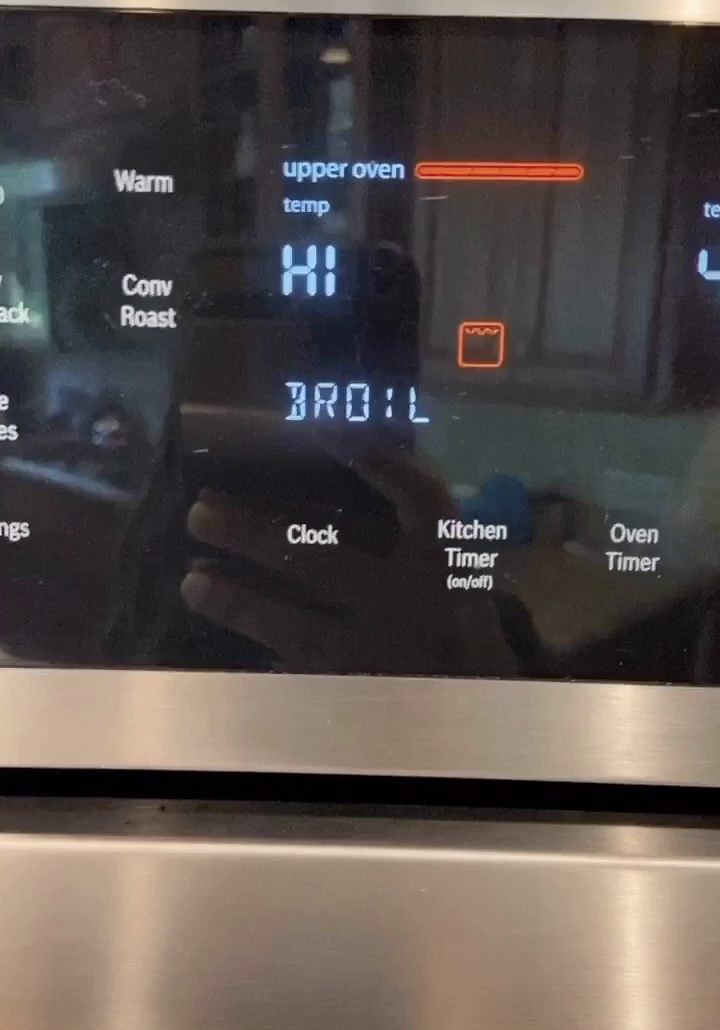 Warm
Conv
Roast
upper oven
temp
HI
BROIL
Clock
Kitchen
Timer
(on/off)
Oven
Timer